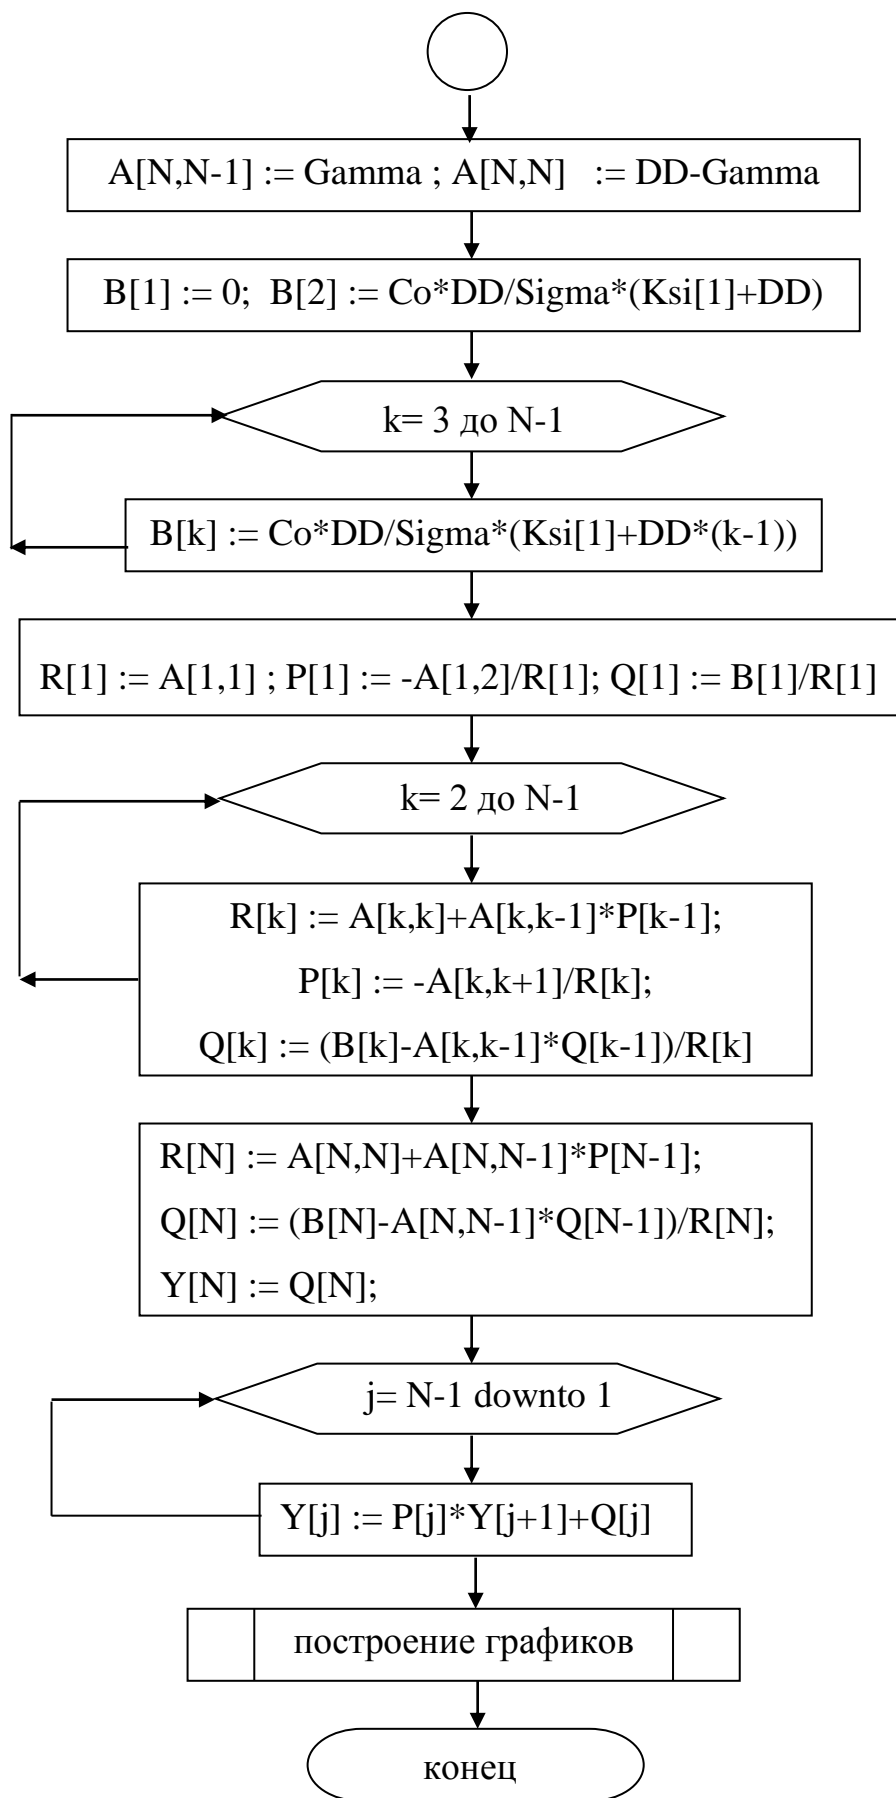 A[N,N-1] := Gamma ; A[N,N] := DD-Gamma
B[1] := 0; B[2] := Co*DD/Sigma*(Ksi[1]+DD)
k= 3 до N-1
B[k] := Co*DD/Sigma*(Ksi[1]+DD*(k-1))
R[1] := A[1,1] ; P[1] := -A[1,2]/R[1]; Q[1] := B[1]/R[1]
k= 2 до N-1
R[k] := A[k,k]+A[k,k-1]*P[k-1];
P[k] := -A[k,k+1]/R[k];
Q[k] := (B[k]-A[k,k-1]*Q[k-1])/R[k]
R[N] := A[N,N]+A[N,N-1]*P[N-1];
Q[N] := (B[N]-A[N,N-1]*Q[N-1])/R[N];
Y[N] := Q[N];
j= N-1 downto 1
Y[j] := P[j]*Y[j+1]+Q[j]
построение графиков
конец